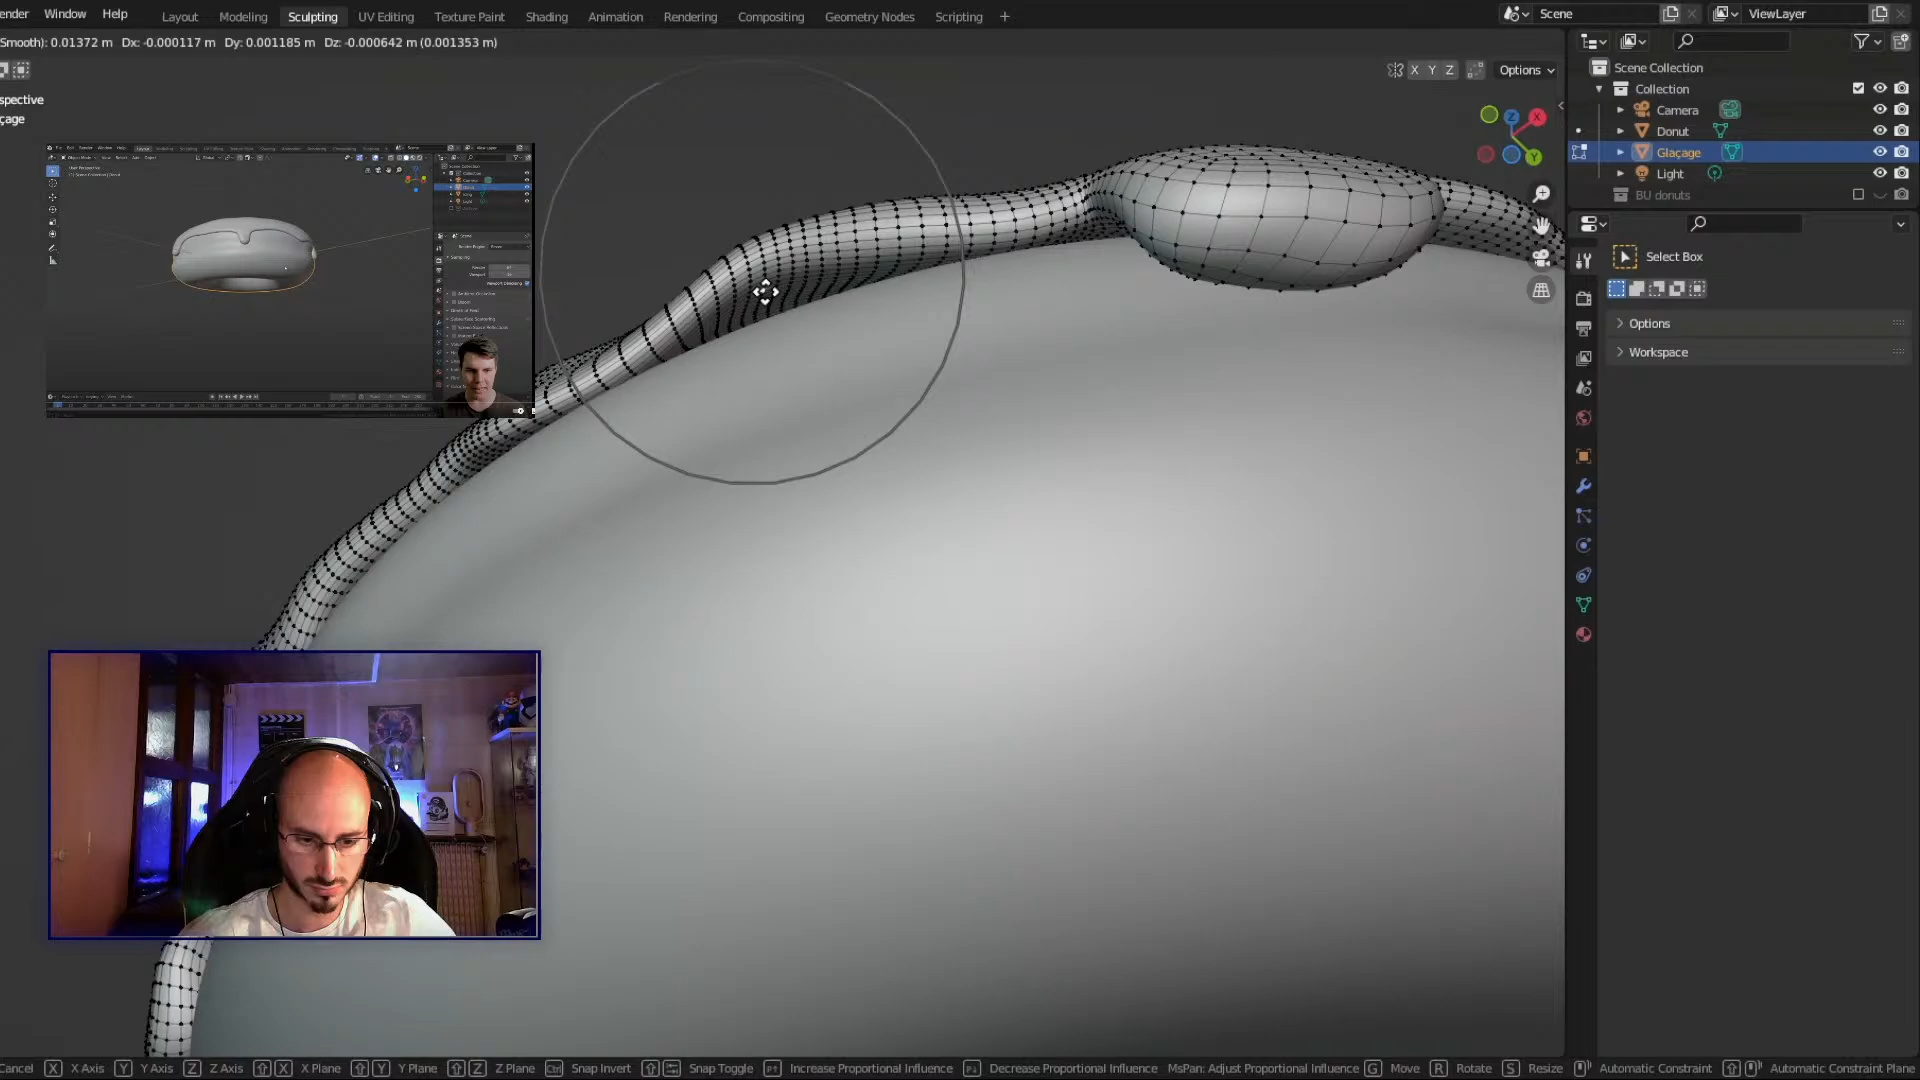 ender Window Help Layout Modeling Sculpting UV Editing Texture Paint Shading Animation Rendering Compositing Geometry Nodes Scripting + Scene ViewLayer
Smooth): 0.01372 m Dx: -0.000117 m Dy: 0.001185 m Dz: -0.000642 m (0.001353 m)
X Y Z Options
Scene Collection
Collection
Camera
Donut
Glaçage
Light
BU donuts
spective
çage
Z X Y
Select Box
Options
Workspace
Cancel X X Axis Y Y Axis Z Z Axis X X Plane Y Y Plane Z Z Plane Ctrl Snap Invert Snap Toggle Increase Proportional Influence Decrease Proportional Influence MsPan: Adjust Proportional Influence G Move R Rotate S Resize Automatic Constraint Automatic Constraint Plane